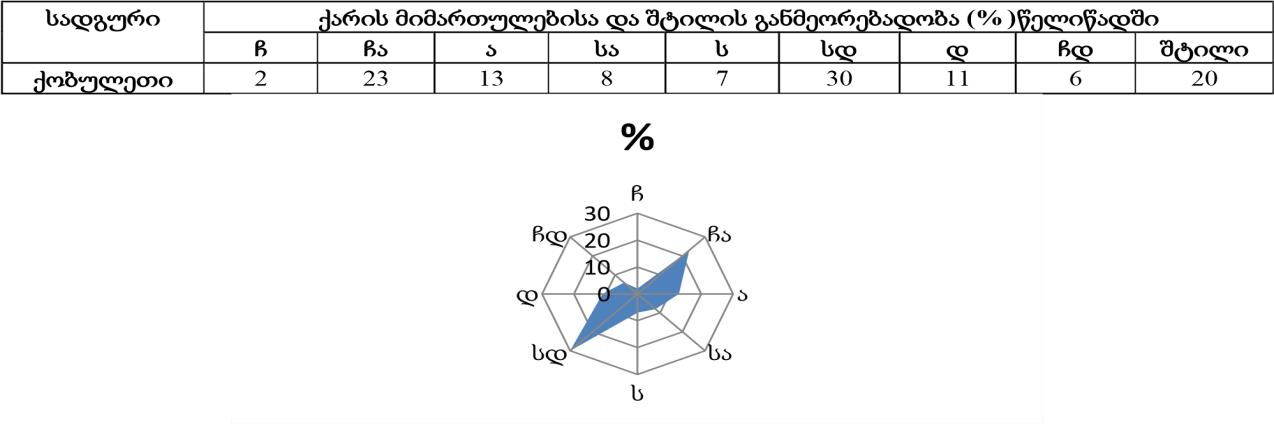 სადგური ქარის მიმართულებისა და შტილის განმეორებადობა (% )წელიწადში
ჩ ჩა ა სა ს სდ დ ჩდ შტილი
ქობულეთი 2 23 13 8 7 30 11 6 20
%
ჩ
30
ჩდ 20 ჩა
10
დ 0 ა
სდ სა
ს